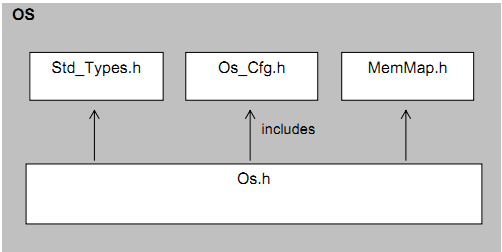 OS
Std_Types.h
Os_Cfg.h
MemMap.h
includes
Os.h